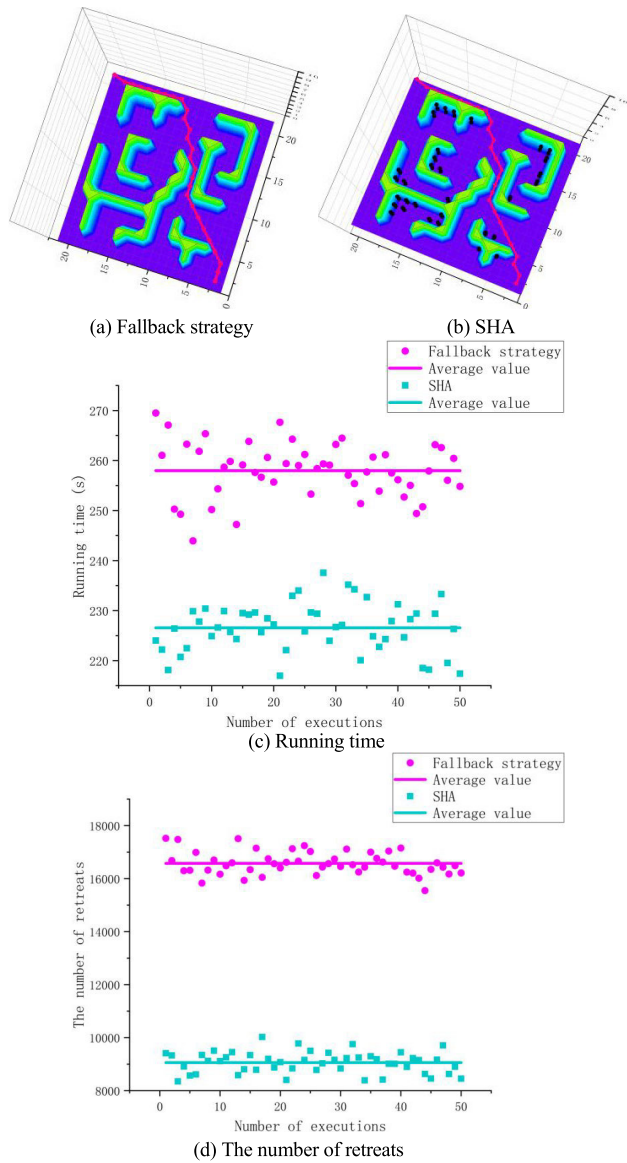 20
15
10
5
0
20
15
10
5
0
20
15
10
5
0
20
15
10
5
0
(a) Fallback strategy
(b) SHA
Fallback strategy
Average value
SHA
Average value
270
260
250
240
230
220
Running time (s)
0
10
20
30
40
50
Number of executions
(c) Running time
Fallback strategy
Average value
SHA
Average value
18000
16000
14000
12000
10000
8000
The number of retreats
0
10
20
30
40
50
Number of executions
(d) The number of retreats